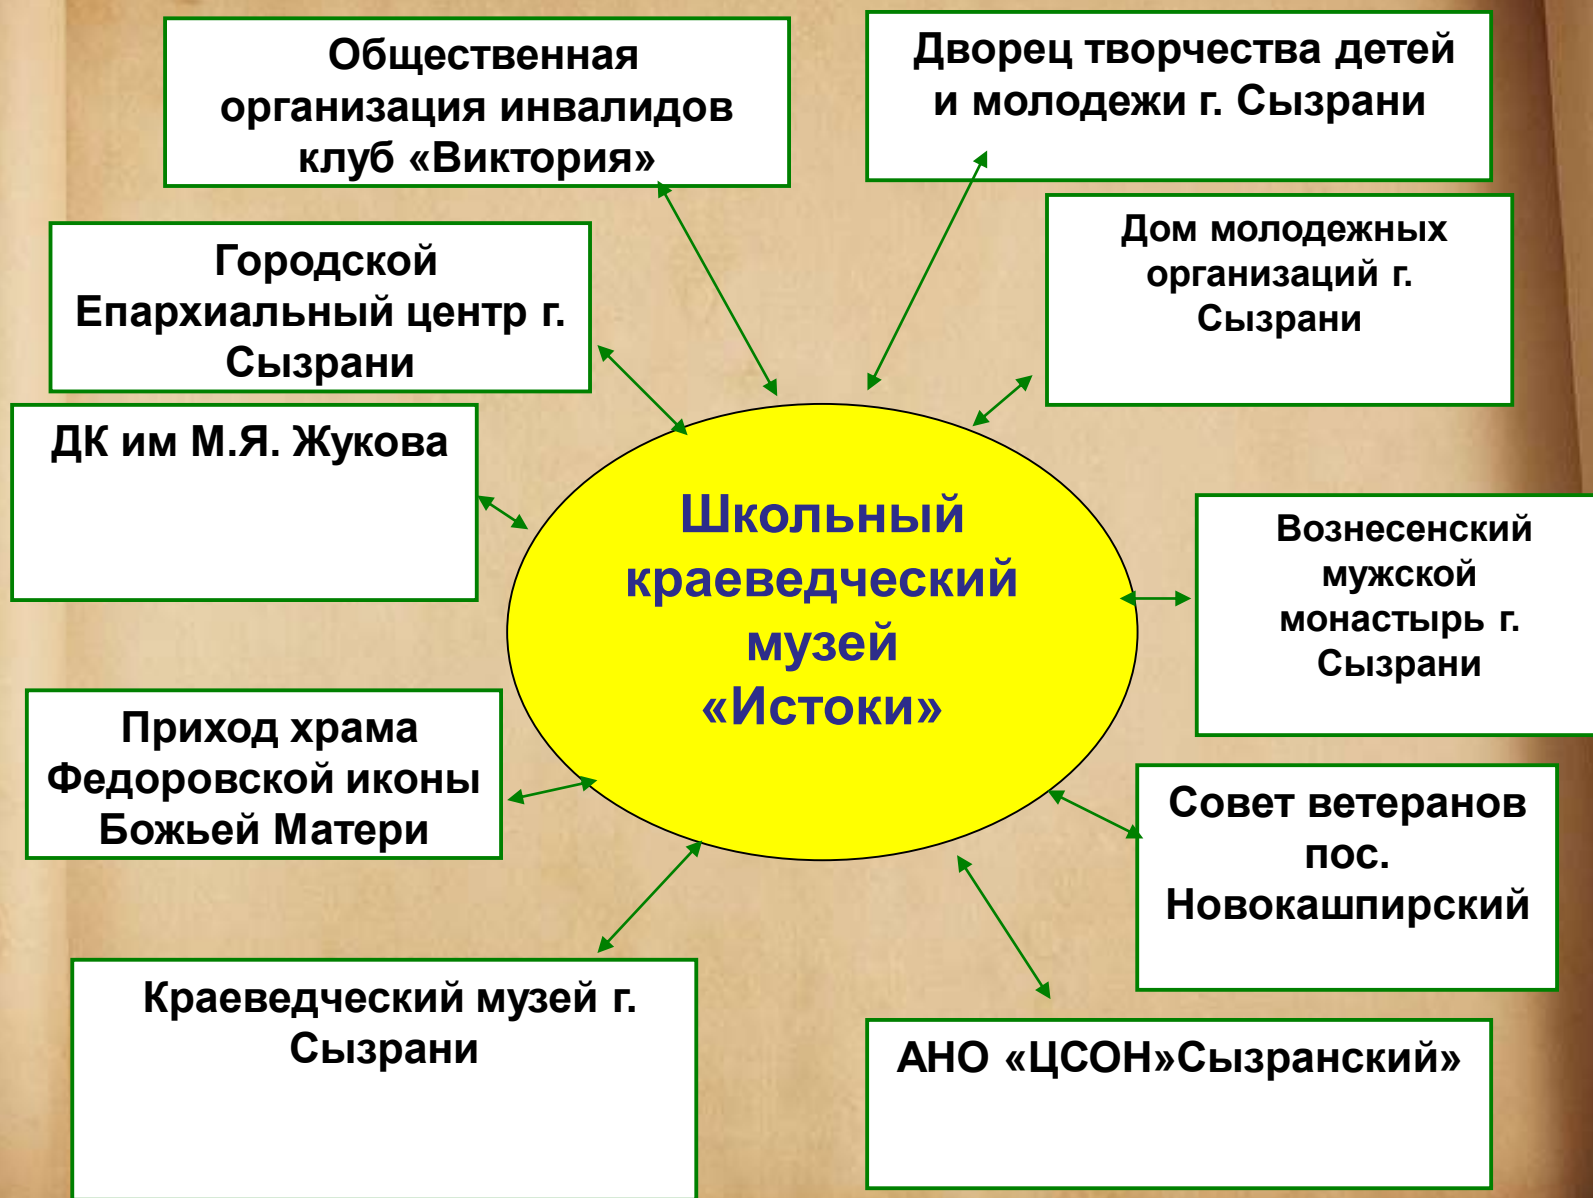 Общественная
организация инвалидов
клуб «Виктория»
Дворец творчества детей
и молодежи г. Сызрани
Городской
Епархиальный центр г.
Сызрани
Дом молодежных
организаций г.
Сызрани
ДК им М.Я. Жукова
Школьный
краеведческий
музей
«Истоки»
Вознесенский
мужской
монастырь г.
Сызрани
Приход храма
Федоровской иконы
Божьей Матери
Совет ветеранов
пос.
Новокашпирский
Краеведческий музей г.
Сызрани
АНО «ЦСОН»Сызранский»